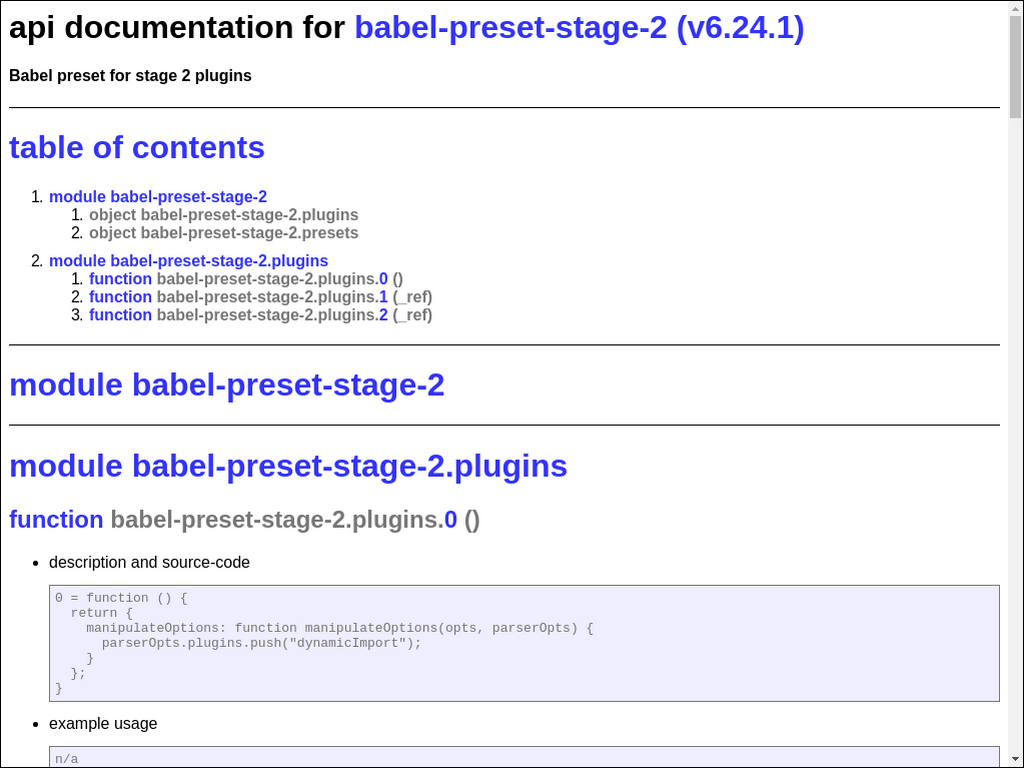 api documentation for babel-preset-stage-2 (v6.24.1)
Babel preset for stage 2 plugins
table of contents
1. module babel-preset-stage-2
1. object babel-preset-stage-2.plugins
2. object babel-preset-stage-2.presets
2. module babel-preset-stage-2.plugins
1. function babel-preset-stage-2.plugins.0 ()
2. function babel-preset-stage-2.plugins.1 (_ref)
3. function babel-preset-stage-2.plugins.2 (_ref)
module babel-preset-stage-2
module babel-preset-stage-2.plugins
function babel-preset-stage-2.plugins.0 ()
• description and source-code
0 = function () {
  return {
    manipulateOptions: function manipulateOptions(opts, parserOpts) {
      parserOpts.plugins.push("dynamicImport");
    }
  };
}
• example usage
n/a